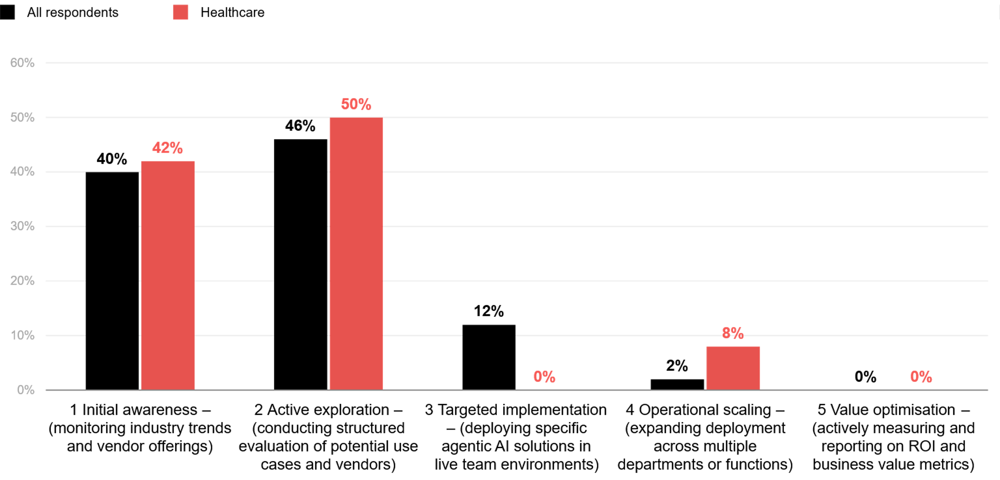 All respondents
Healthcare
60%
50%
40%
30%
20%
10%
0%
40%
42%
46%
50%
12%
0%
2%
8%
0%
0%
1 Initial awareness –
(monitoring industry trends
and vendor offerings)
2 Active exploration –
(conducting structured
evaluation of potential use
cases and vendors)
3 Targeted implementation
– (deploying specific
agentic AI solutions in
live team environments)
4 Operational scaling –
(expanding deployment
across multiple
departments or functions)
5 Value optimisation –
(actively measuring and
reporting on ROI and
business value metrics)